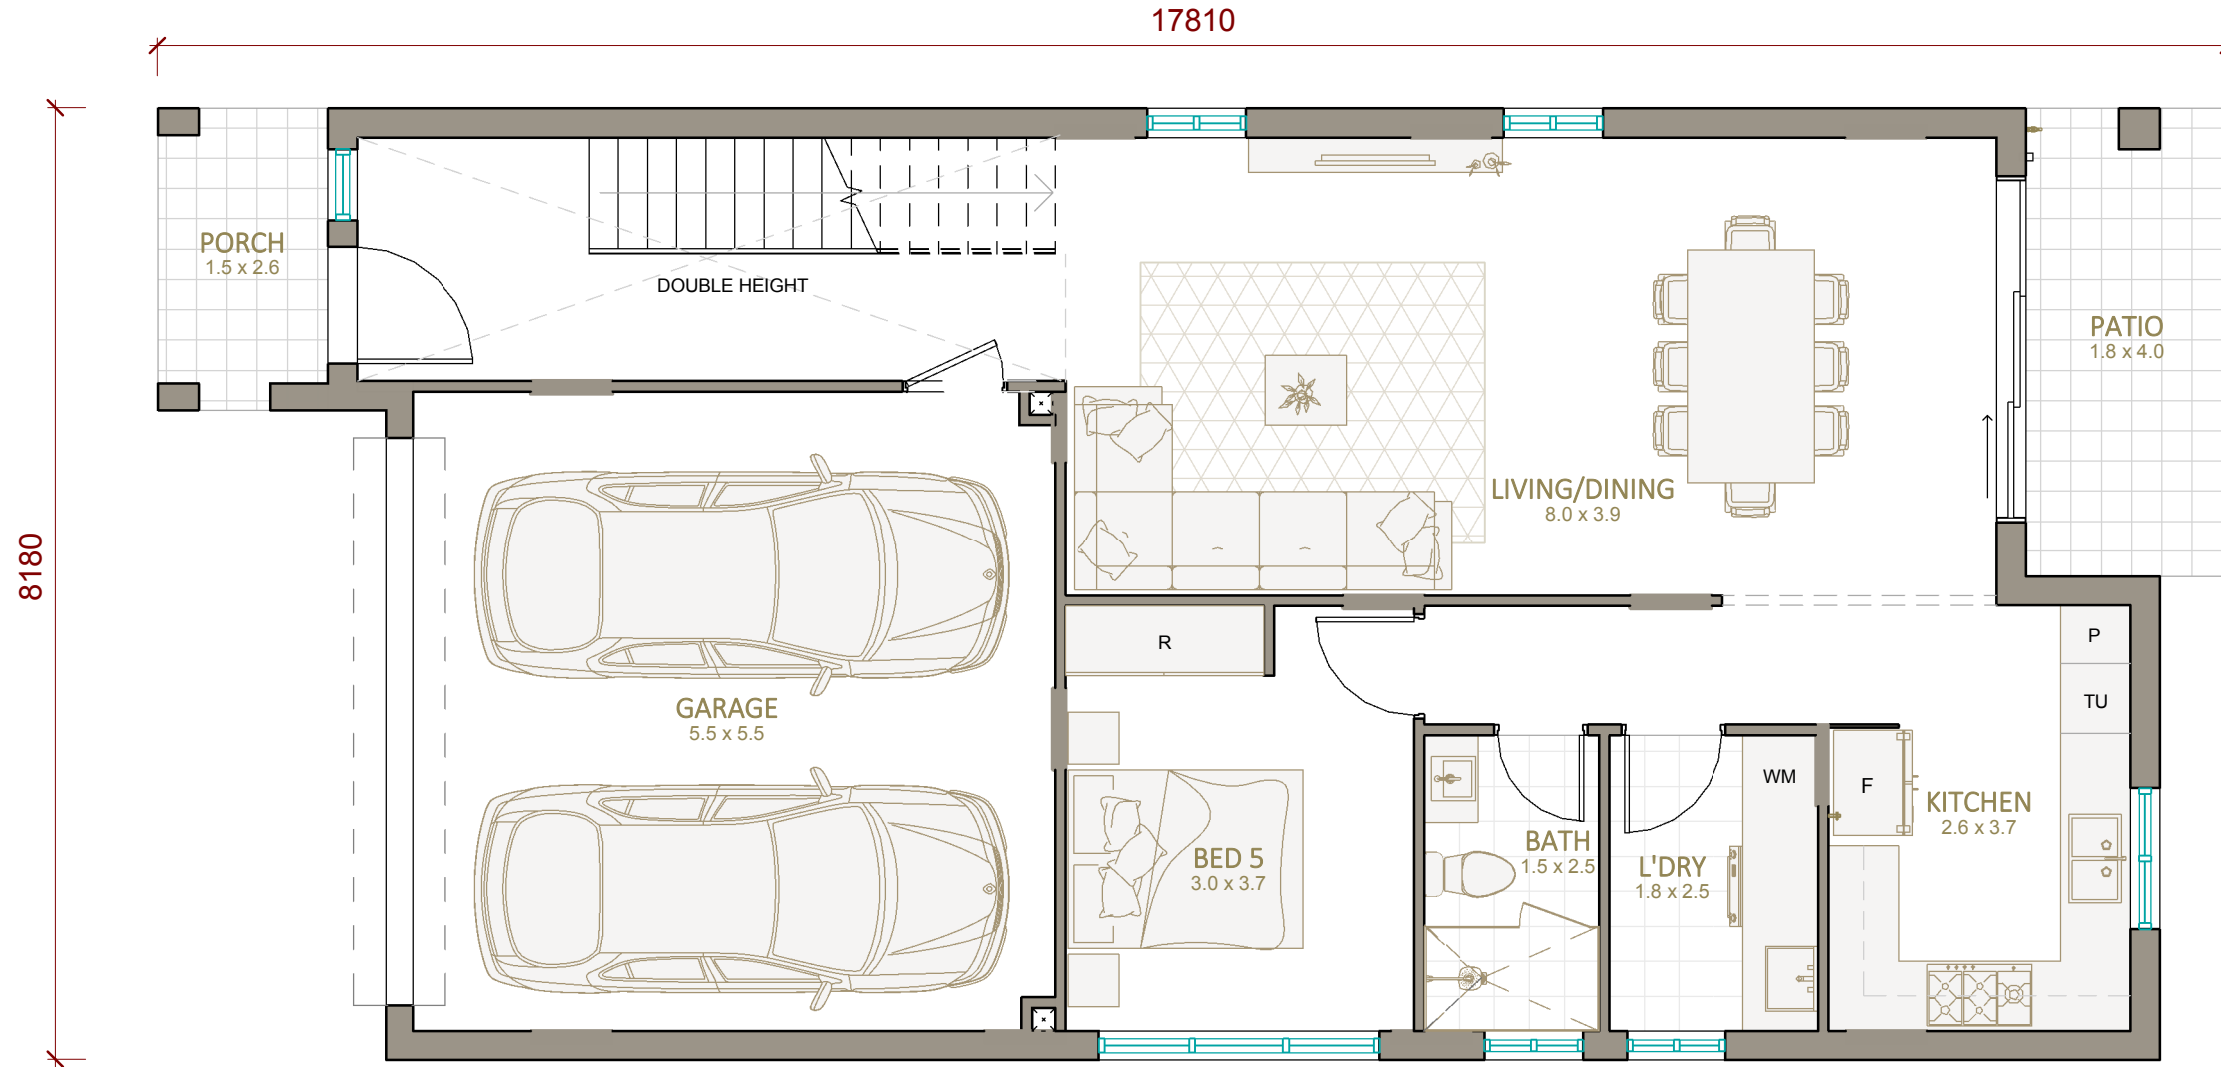 17810
8180
PORCH
1.5 x 2.6
DOUBLE HEIGHT
PATIO
1.8 x 4.0
LIVING/DINING
8.0 x 3.9
R
P
TU
GARAGE
5.5 x 5.5
WM
F
KITCHEN
2.6 x 3.7
BED 5
3.0 x 3.7
BATH
1.5 x 2.5
L'DRY
1.8 x 2.5